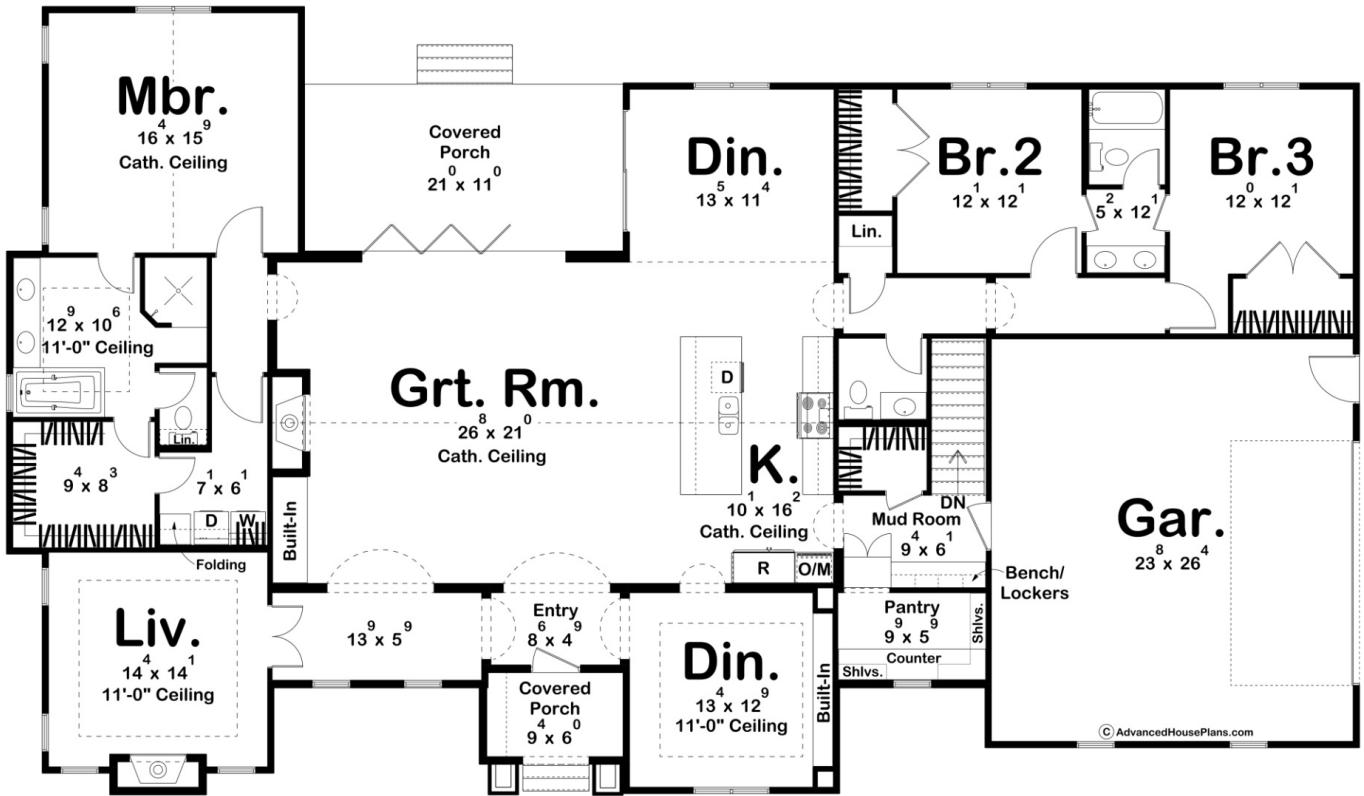 Mbr.
16⁴ x 15⁹
Cath. Ceiling
Covered
Porch
21⁰ x 11⁰
Din.
13⁵ x 11⁴
Lin.
Br.2
12¹ x 12¹
5² x 12¹
Br.3
12⁰ x 12¹
12⁹ x 10⁶
11'-0" Ceiling
Lin.
9⁴ x 8³
7¹ x 6¹
D
W
Folding
Grt. Rm.
26⁸ x 21⁰
Cath. Ceiling
Built-In
D
K.
10¹ x 16²
Cath. Ceiling
R
O/M
DN
Mud Room
9⁴ x 6¹
Bench/
Lockers
Gar.
23⁸ x 26⁴
Pantry
9⁹ x 5⁹
Counter
Shlvs.
Shlvs.
Liv.
14⁴ x 14¹
11'-0" Ceiling
13⁹ x 5⁹
Entry
8⁶ x 4⁹
Covered
Porch
9⁴ x 6⁰
Din.
13⁴ x 12⁹
11'-0" Ceiling
Built-In
© AdvancedHousePlans.com